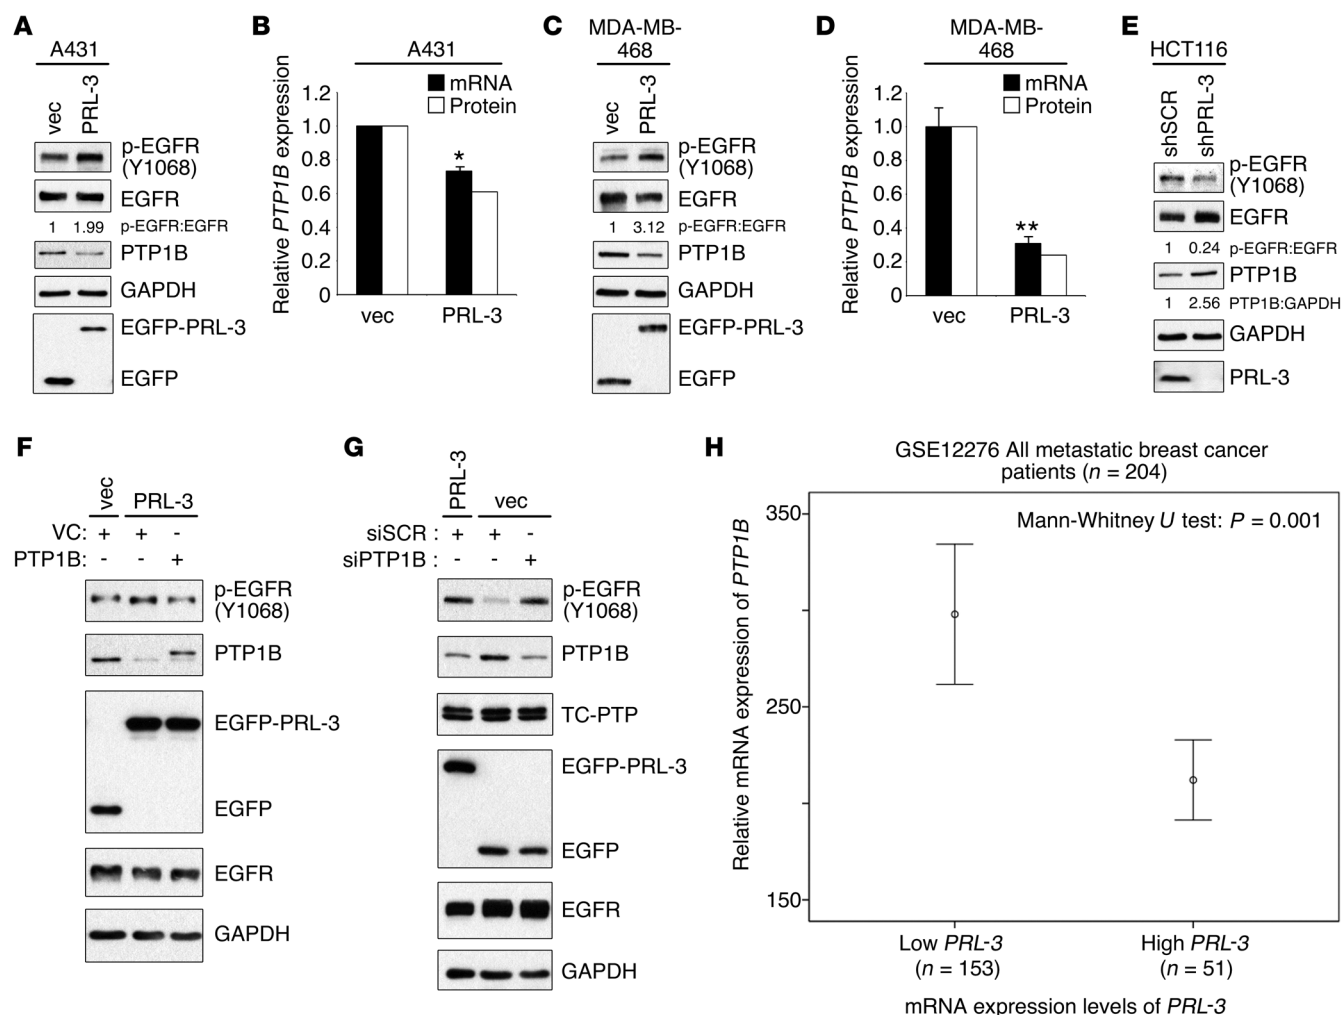 A
A431
vec
PRL-3
p-EGFR
(Y1068)
EGFR
1 1.99 p-EGFR:EGFR
PTP1B
GAPDH
EGFP-PRL-3
EGFP
B
A431
mRNA
Protein
Relative PTP1B expression
1.2
1.0
0.8
0.6
0.4
0.2
0
*
vec
PRL-3
C
MDA-MB-
468
vec
PRL-3
p-EGFR
(Y1068)
EGFR
1 3.12 p-EGFR:EGFR
PTP1B
GAPDH
EGFP-PRL-3
EGFP
D
MDA-MB-
468
mRNA
Protein
Relative PTP1B expression
1.2
1.0
0.8
0.6
0.4
0.2
0
**
vec
PRL-3
E
HCT116
shSCR
shPRL-3
p-EGFR
(Y1068)
EGFR
1 0.24 p-EGFR:EGFR
PTP1B
1 2.56 PTP1B:GAPDH
GAPDH
PRL-3
F
vec
PRL-3
VC: + + -
PTP1B: - - +
p-EGFR
(Y1068)
PTP1B
EGFP-PRL-3
EGFP
EGFR
GAPDH
G
PRL-3
vec
siSCR : + + -
siPTP1B : - - +
p-EGFR
(Y1068)
PTP1B
TC-PTP
EGFP-PRL-3
EGFP
EGFR
GAPDH
H
GSE12276 All metastatic breast cancer
patients (n = 204)
Mann-Whitney U test: P = 0.001
Relative mRNA expression of PTP1B
350
250
150
Low PRL-3
(n = 153)
High PRL-3
(n = 51)
mRNA expression levels of PRL-3